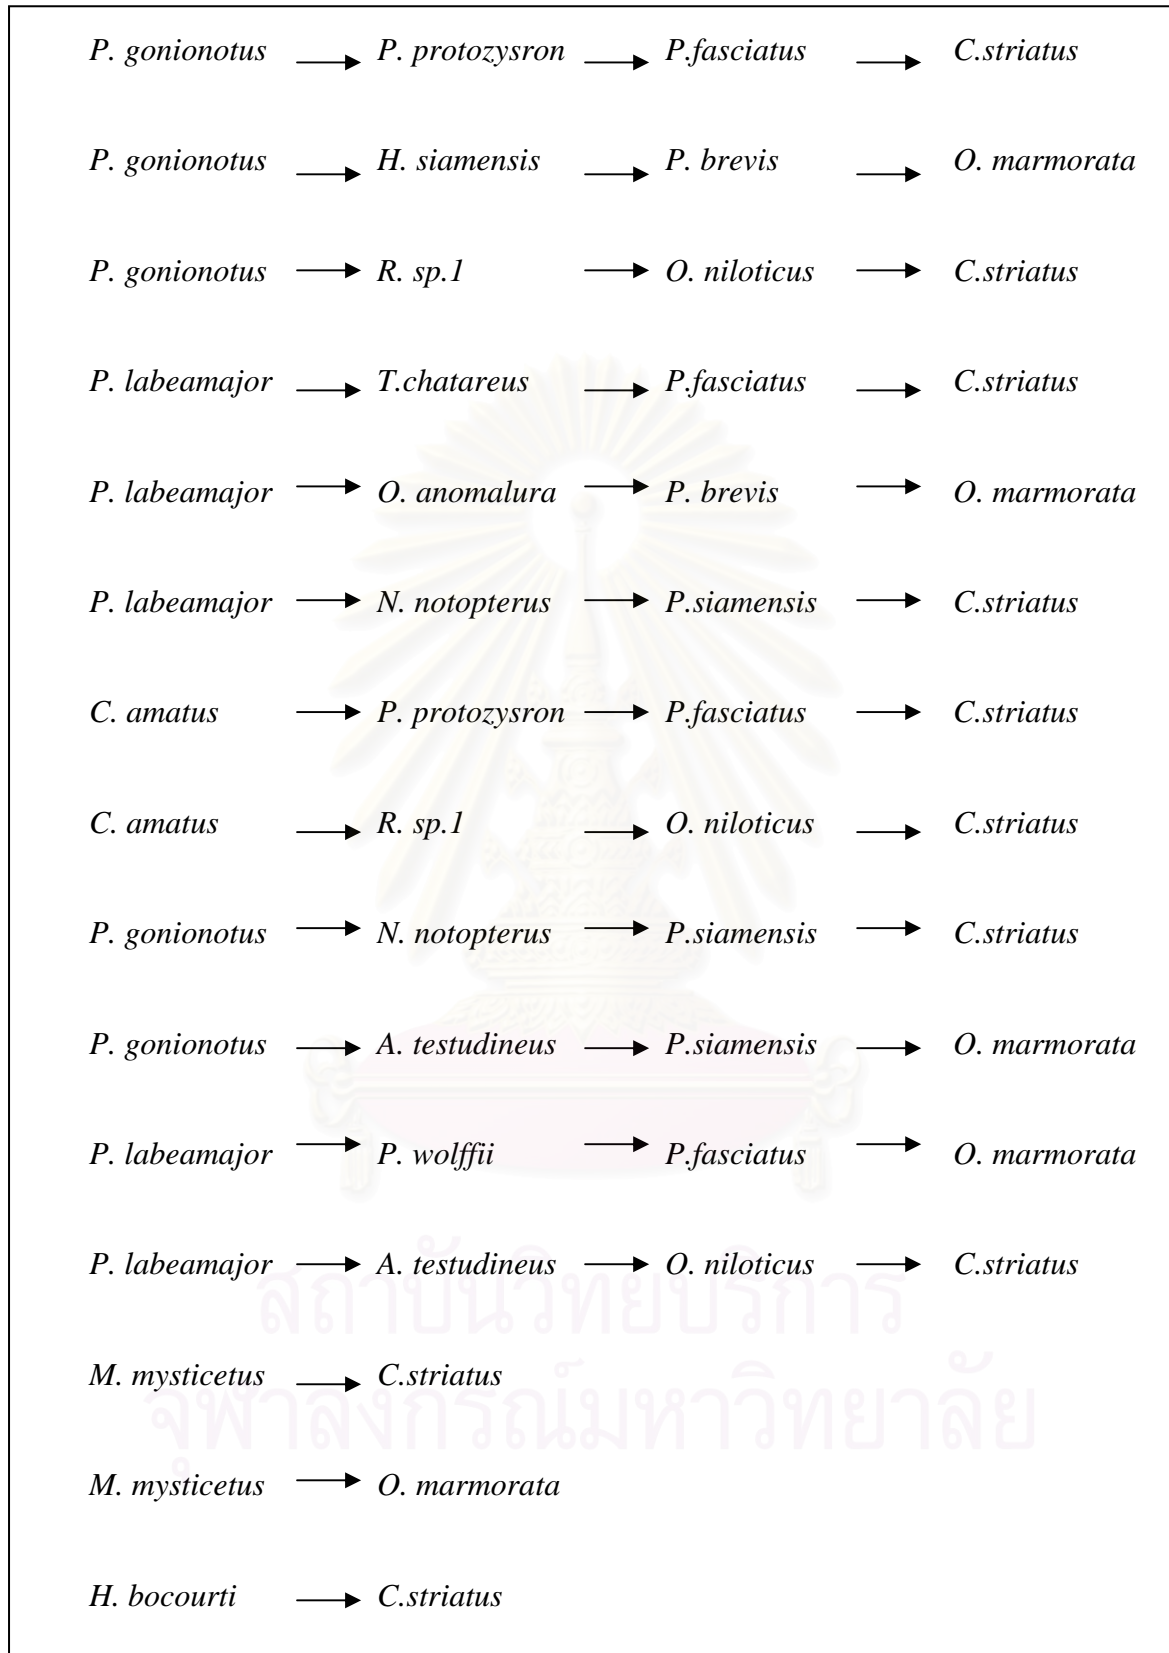 P. gonionotus → P. protozysron → P.fasciatus → C.striatus
P. gonionotus → H. siamensis → P. brevis → O. marmorata
P. gonionotus → R. sp.1 → O. niloticus → C.striatus
P. labeamajor → T.chatareus → P.fasciatus → C.striatus
P. labeamajor → O. anomalura → P. brevis → O. marmorata
P. labeamajor → N. notopterus → P.siamensis → C.striatus
C. amatus → P. protozysron → P.fasciatus → C.striatus
C. amatus → R. sp.1 → O. niloticus → C.striatus
P. gonionotus → N. notopterus → P.siamensis → C.striatus
P. gonionotus → A. testudineus → P.siamensis → O. marmorata
P. labeamajor → P. wolffii → P.fasciatus → O. marmorata
P. labeamajor → A. testudineus → O. niloticus → C.striatus
สถาบันวิทยบริการ
M. mysticetus → C.striatus
จุฬาลงกรณ์มหาวิทยาลัย
M. mysticetus → O. marmorata
H. bocourti → C.striatus